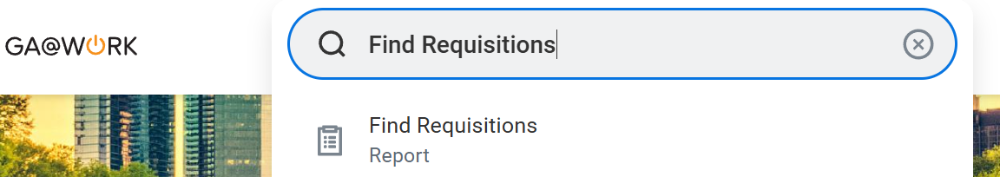 GA@WORK
Find Requisitions
Find Requisitions
Report